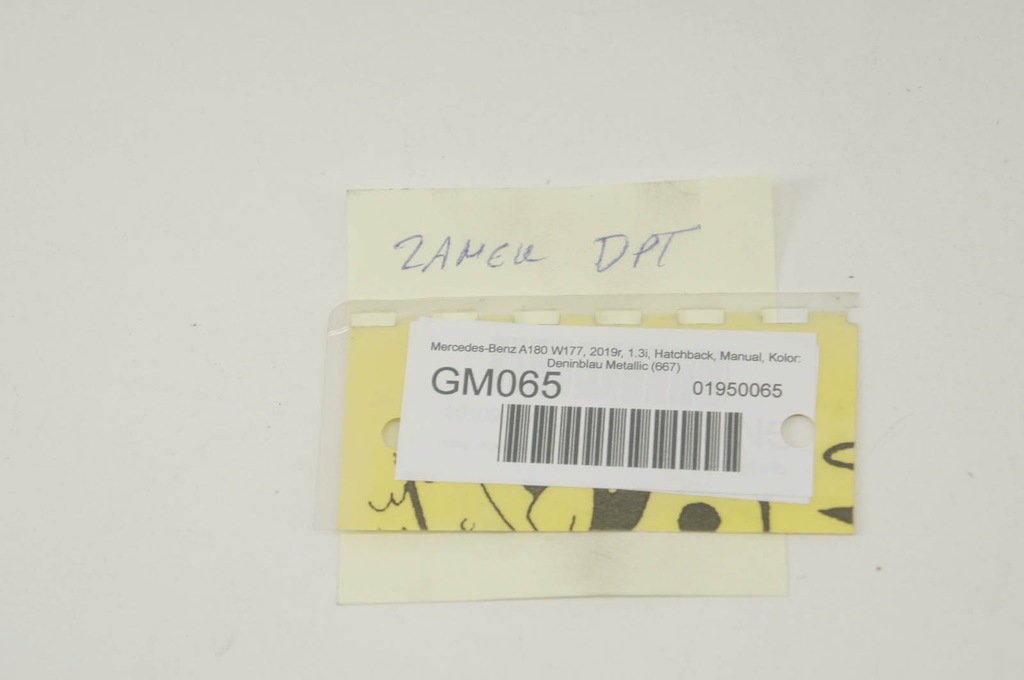 ZAMEK DPT
Mercedes-Benz A180 W177, 2019r, 1.3i, Hatchback, Manual, Kolor:
Deninblau Metallic (667)
GM065 01950065